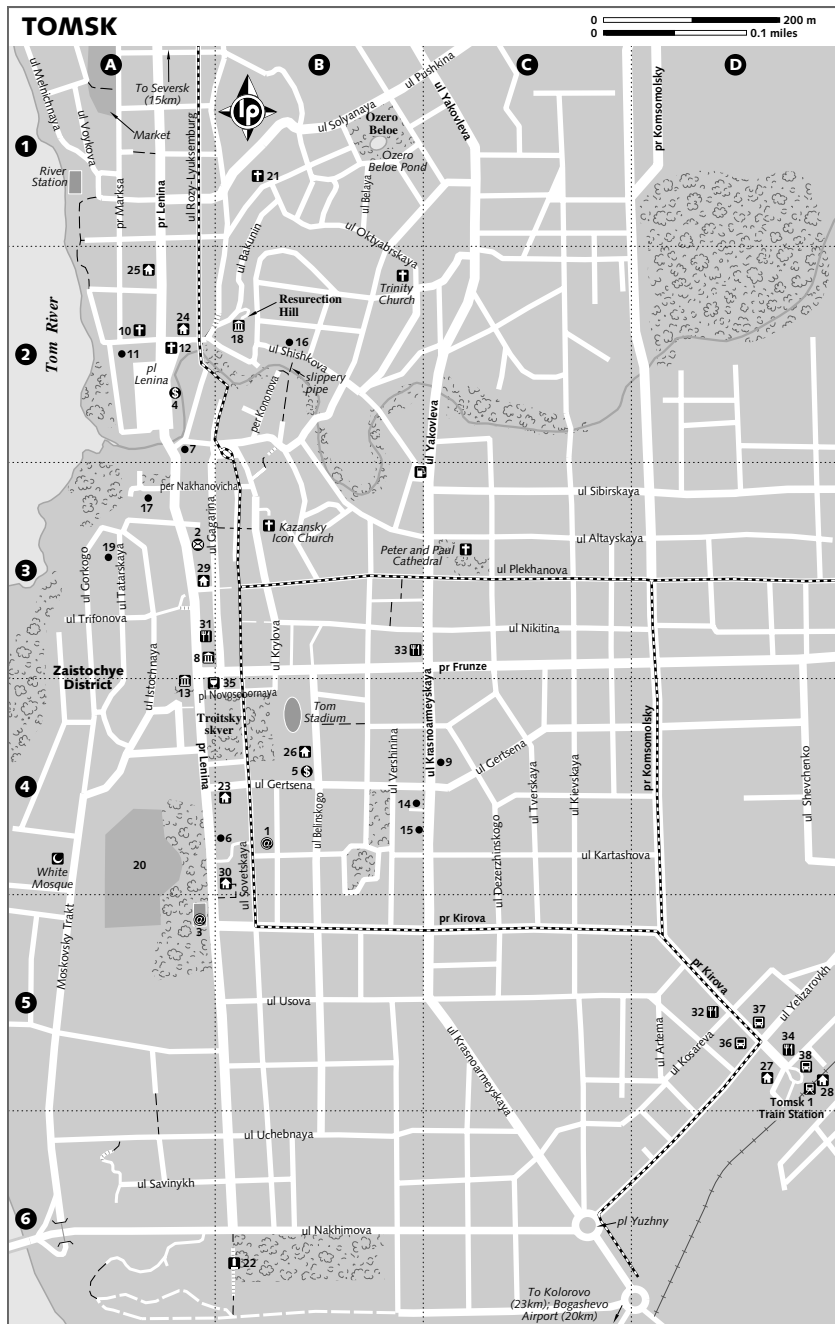 TOMSK
0 200 m
0 0.1 miles
A
B
C
D
1
2
3
4
5
6
To Seversk
(15km)
Market
ul Melnichnaya
ul Voykova
River
Station
pr Marksa
pr Lenina
ul Rozy-Lyuksemburg
lp
ul Solyanaya
ul Pushkina
ul Yakovleva
pr Komsomolsky
Ozero
Beloe
Ozero
Beloe Pond
21
ul Belaya
ul Bakunin
ul Oktyabrskaya
Trinity
Church
25
Resurection
Hill
24
10
11
12
18
16
ul Shishkova
slippery
pipe
Tom River
pl
Lenina
4
per Kononova
ul Yakovleva
7
per Nakhanovicha
17
ul Gagarina
ul Sibirskaya
2
Kazansky
Icon Church
ul Altayskaya
Peter and Paul
Cathedral
19
ul Plekhanova
29
ul Gorkogo
ul Tatarskaya
ul Trifonova
31
ul Krylova
ul Nikitina
33
8
pr Frunze
Zaistochye
District
ul Istochnaya
13
35
pl Novosobornaya
Troitsky
skver
Tom
Stadium
ul Krasnoarmeyskaya
pr Komsomolsky
26
5
9
ul Gertsena
ul Gertsena
pr Lenina
ul Vershinina
ul Tverskaya
ul Kievskaya
ul Shevchenko
23
14
15
6
1
ul Belinskogo
ul Dezerzhinskogo
ul Kartashova
White
Mosque
20
30
ul Sovetskaya
3
pr Kirova
Moskovsky Trakt
pr Kirova
ul Usova
32
37
ul Yelizarovkh
36
34
38
27
28
ul Artema
ul Kosareva
ul Krasnoarmeyskaya
Tomsk 1
Train Station
ul Uchebnaya
ul Savinykh
ul Nakhimova
pl Yuzhny
22
To Kolorovo
(23km); Bogashevo
Airport (20km)